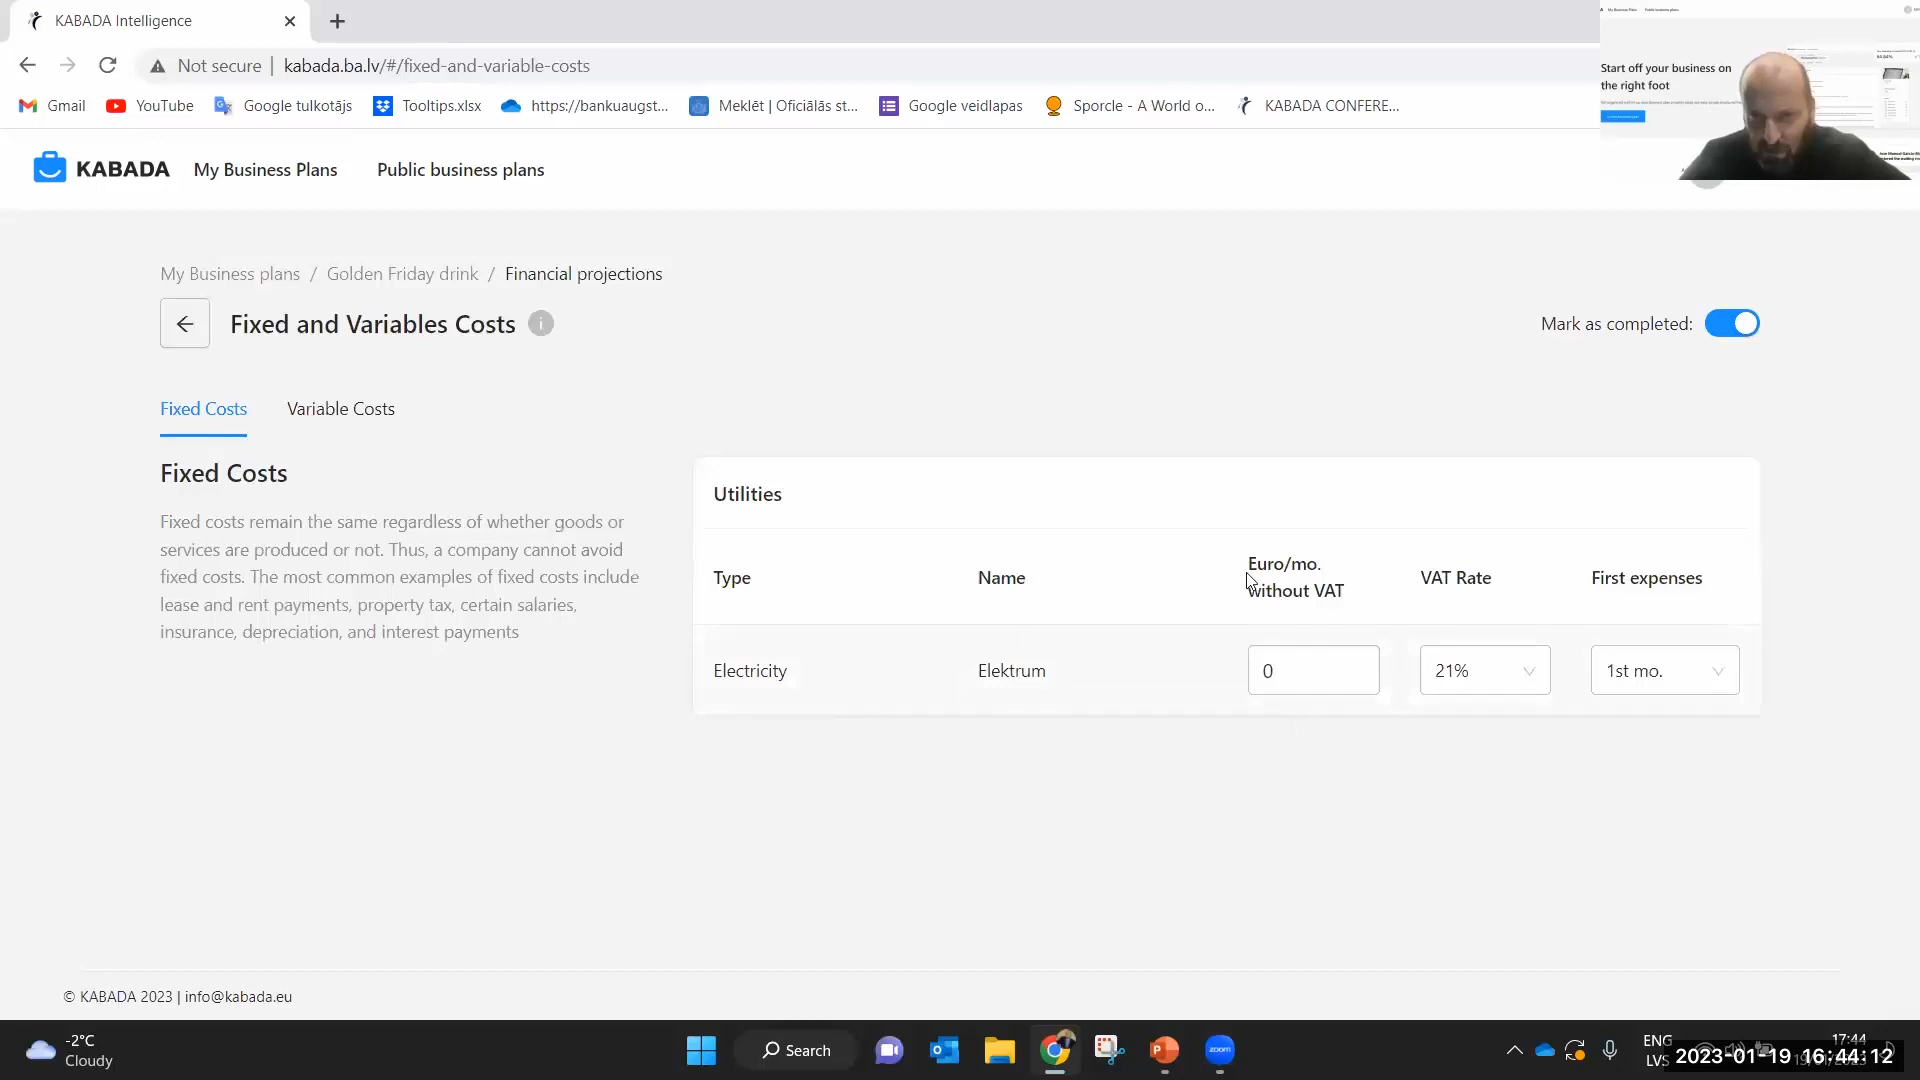 KABADA Intelligence
Not secure | kabada.ba.lv/#/fixed-and-variable-costs
Gmail YouTube Google tulkotājs Tooltips.xlsx https://bankuaugst... Meklēt | Oficiālās st... Google veidlapas Sporcle - A World o... KABADA CONFERE...
Start off your business on
the right foot
KABADA My Business Plans Public business plans
My Business plans / Golden Friday drink / Financial projections
Fixed and Variables Costs
Mark as completed:
Fixed Costs Variable Costs
Fixed Costs
Fixed costs remain the same regardless of whether goods or
services are produced or not. Thus, a company cannot avoid
fixed costs. The most common examples of fixed costs include
lease and rent payments, property tax, certain salaries,
insurance, depreciation, and interest payments
Utilities
Type Name Euro/mo. without VAT VAT Rate First expenses
Electricity Elektrum 0 21% 1st mo.
© KABADA 2023 | info@kabada.eu
-2°C
Cloudy
Search
zoom
ENG
LVS
17:44
2023-01-19 16:44:12